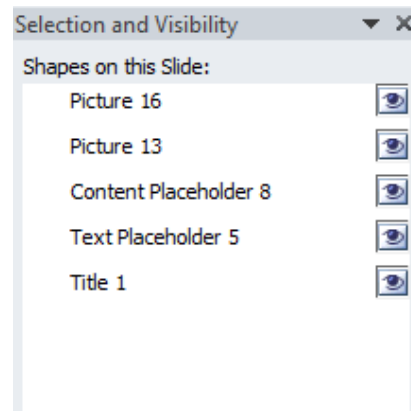 Selection and Visibility
Shapes on this Slide:
Picture 16
Picture 13
Content Placeholder 8
Text Placeholder 5
Title 1